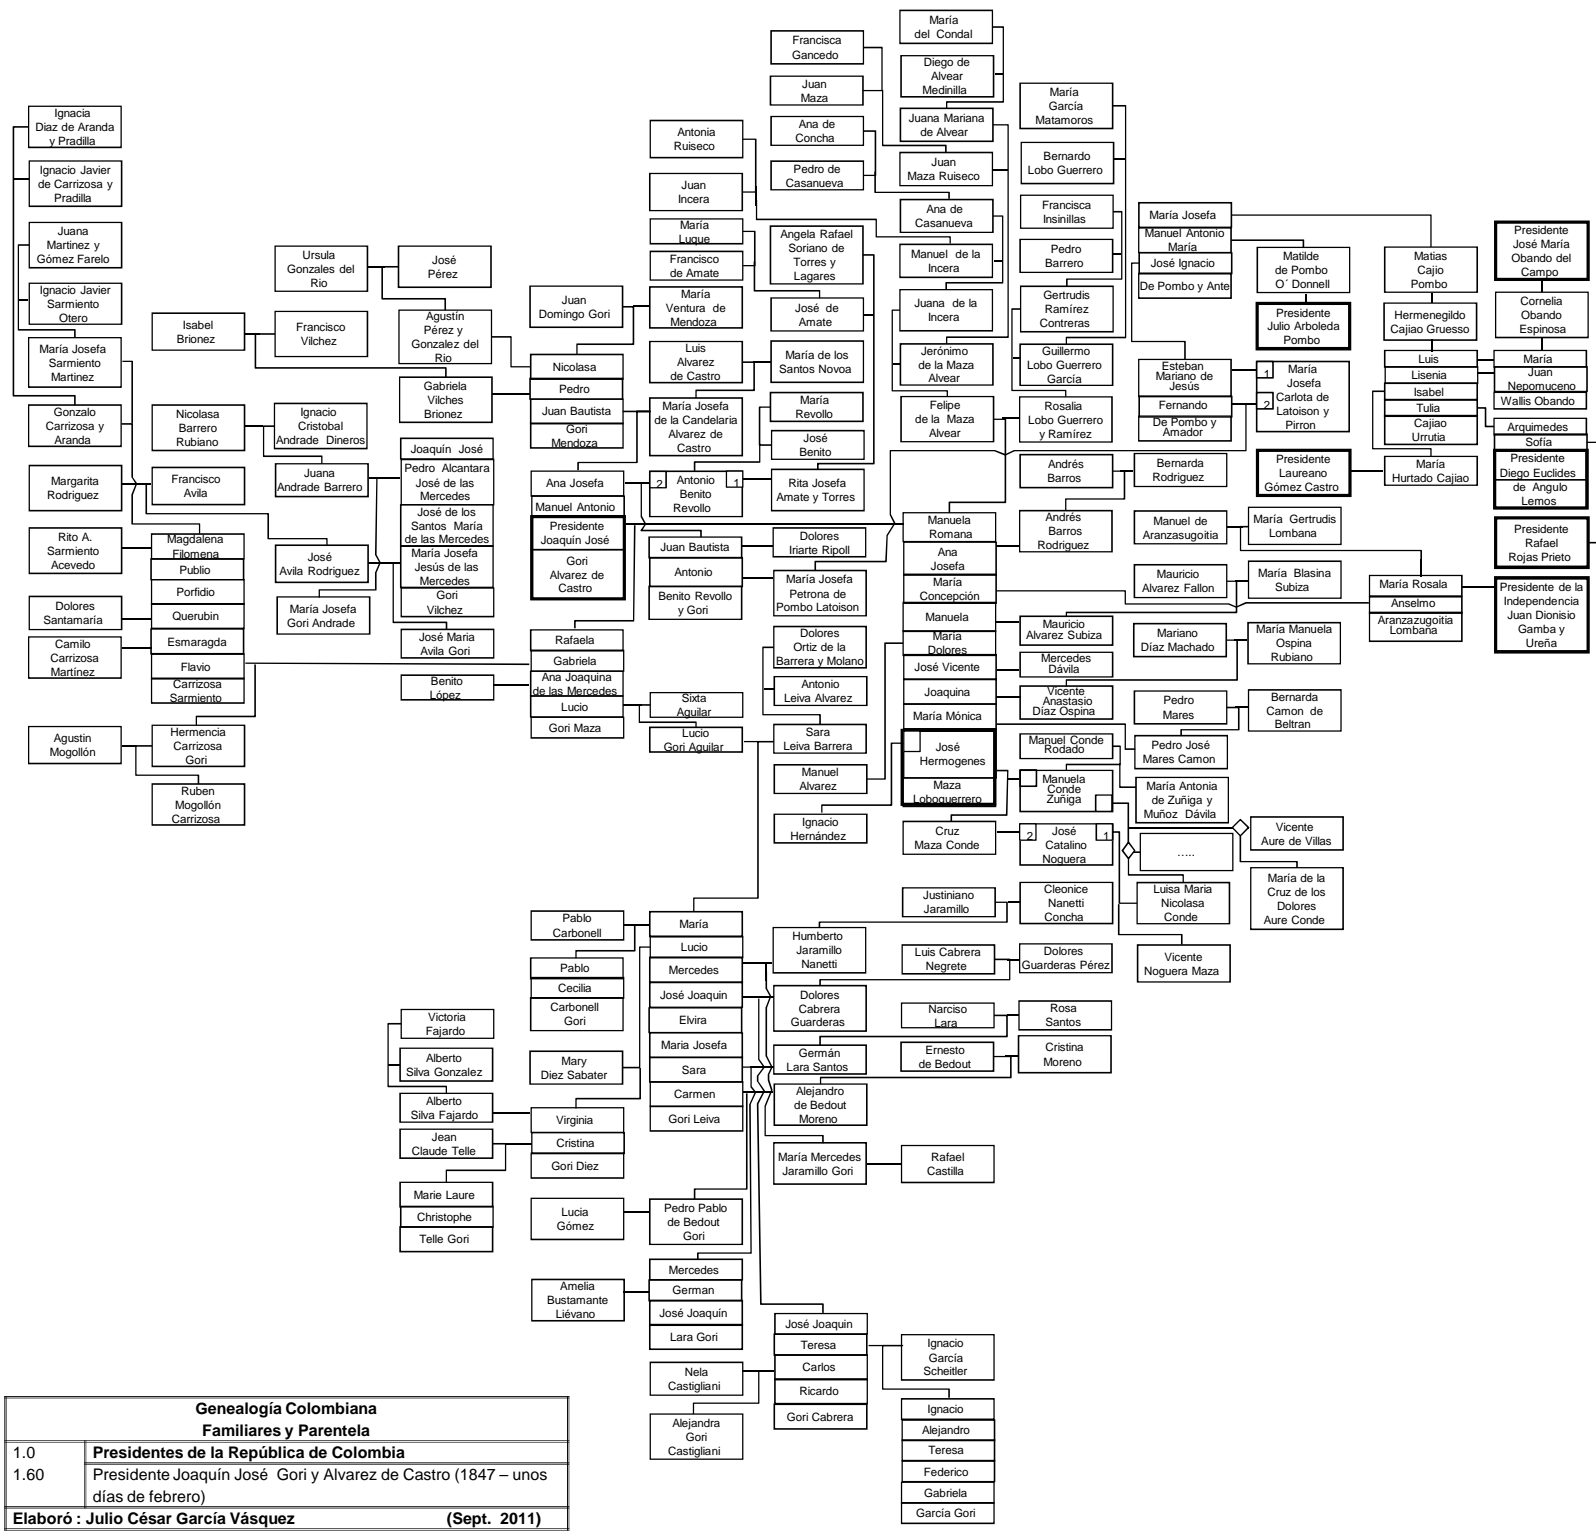 María
del Condal
Francisca
Gancedo
Diego de
Alvear
Medinilla
Juan
Maza
María
García
Matamoros
Ignacia
Diaz de Aranda
y Pradilla
Juana Mariana
de Alvear
Ana de
Concha
Antonia
Ruiseco
Bernardo
Lobo Guerrero
Juan
Maza Ruiseco
Pedro de
Casanueva
Ignacio Javier
de Carrizosa y
Pradilla
Juan
Incera
Francisca
Insinillas
María Josefa
Manuel Antonio
María
José Ignacio
De Pombo y Ante
Ana de
Casanueva
María
Luque
Angela Rafael
Soriano de
Torres y
Lagares
Juana
Martinez y
Gómez Farelo
Presidente
José María
Obando del
Campo
Ursula
Gonzales del
Rio
José
Pérez
Francisco
de Amate
Manuel de la
Incera
Pedro
Barrero
Matilde
de Pombo
O´ Donnell
Matias
Cajio
Pombo
Ignacio Javier
Sarmiento
Otero
Juan
Domingo Gori
María
Ventura de
Mendoza
José de
Amate
Juana de la
Incera
Gertrudis
Ramírez
Contreras
Presidente
Julio Arboleda
Pombo
Hermenegildo
Cajiao Gruesso
Cornelia
Obando
Espinosa
Isabel
Brionez
Francisco
Vilchez
Agustín
Pérez y
Gonzalez del
Rio
María Josefa
Sarmiento
Martinez
Luis
Alvarez
de Castro
María de los
Santos Novoa
Jerónimo
de la Maza
Alvear
Guillermo
Lobo Guerrero
García
Nicolasa
Pedro
Juan Bautista
Gori
Mendoza
Esteban
Mariano de
Jesús
Fernando
De Pombo y
Amador
1
2
María
Josefa
Carlota de
Latoison y
Pirron
Luis
Lisenia
Isabel
Tulia
Cajiao
Urrutia
María
Juan
Nepomuceno
Wallis Obando
Gabriela
Vilches
Brionez
Gonzalo
Carrizosa y
Aranda
Nicolasa
Barrero
Rubiano
Ignacio
Cristobal
Andrade Dineros
María Josefa
de la Candelaria
Alvarez de
Castro
María
Revollo
José
Benito
Felipe
de la Maza
Alvear
Rosalia
Lobo Guerrero
y Ramírez
Arquimedes
Sofía
Presidente
Diego Euclides
de Angulo
Lemos
Joaquín José
Pedro Alcantara
José de las
Mercedes
José de los
Santos María
de las Mercedes
María Josefa
Jesús de las
Mercedes
Gori
Vilchez
Margarita
Rodriguez
Francisco
Avila
Juana
Andrade Barrero
Ana Josefa
Manuel Antonio
Presidente
Joaquín José
Gori
Alvarez de
Castro
2
Antonio
Benito
Revollo
1
Rita Josefa
Amate y Torres
Andrés
Barros
Bernarda
Rodriguez
Presidente
Laureano
Gómez Castro
María
Hurtado Cajiao
Rito A.
Sarmiento
Acevedo
Magdalena
Filomena
Publio
Porfidio
Querubin
Esmaragda
Flavio
Carrizosa
Sarmiento
José
Avila Rodriguez
Juan Bautista
Antonio
Benito Revollo
y Gori
Dolores
Iriarte Ripoll
María Josefa
Petrona de
Pombo Latoison
Manuela
Romana
Ana
Josefa
María
Concepción
Manuela
María
Dolores
José Vicente
Joaquina
María Mónica
José
Hermogenes
Maza
Loboguerrero
Andrés
Barros
Rodriguez
Manuel de
Aranzasugoitia
María Gertrudis
Lombana
Presidente
Rafael
Rojas Prieto
Mauricio
Alvarez Fallon
María Blasina
Subiza
María Rosala
Anselmo
Aranzazugoitia
Lombana
Presidente de la
Independencia
Juan Dionisio
Gamba y
Ureña
Dolores
Santamaría
María Josefa
Gori Andrade
José Maria
Avila Gori
Mauricio
Alvarez Subiza
Mariano
Díaz Machado
María Manuela
Ospina
Rubiano
Camilo
Carrizosa
Martínez
Rafaela
Gabriela
Ana Joaquina
de las Mercedes
Lucio
Gori Maza
Dolores
Ortiz de la
Barrera y Molano
Antonio
Leiva Alvarez
Mercedes
Dávila
Vicente
Anastasio
Díaz Ospina
Benito
López
Sixta
Aguilar
Lucio
Gori Aguilar
Sara
Leiva Barrera
Pedro
Mares
Bernarda
Camon de
Beltran
Agustin
Mogollón
Hermencia
Carrizosa
Gori
Ruben
Mogollón
Carrizosa
Manuel
Alvarez
Manuel Conde
Rodado
Pedro José
Mares Camon
Manuela
Conde
Zuñiga
María Antonia
de Zuñiga y
Muñoz Dávila
Ignacio
Hernández
Cruz
Maza Conde
2
José
Catalino
Noguera
1
.....
Vicente
Aure de Villas
María de la
Cruz de los
Dolores
Aure Conde
Justiniano
Jaramillo
Cleonice
Nanetti
Concha
Luisa Maria
Nicolasa
Conde
Pablo
Carbonell
María
Lucio
Mercedes
José Joaquin
Elvira
Maria Josefa
Sara
Carmen
Gori Leiva
Humberto
Jaramillo
Nanetti
Luis Cabrera
Negrete
Dolores
Guarderas Pérez
Vicente
Noguera Maza
Pablo
Cecilia
Carbonell
Gori
Dolores
Cabrera
Guarderas
Narciso
Lara
Rosa
Santos
Victoria
Fajardo
Alberto
Silva Gonzalez
Mary
Diez Sabater
Germán
Lara Santos
Ernesto
de Bedout
Cristina
Moreno
Alberto
Silva Fajardo
Jean
Claude Telle
Virginia
Cristina
Gori Diez
Alejandro
de Bedout
Moreno
María Mercedes
Jaramillo Gori
Rafael
Castilla
Marie Laure
Christophe
Telle Gori
Lucia
Gómez
Pedro Pablo
de Bedout
Gori
Amelia
Bustamante
Liévano
Mercedes
German
José Joaquín
Lara Gori
José Joaquin
Teresa
Carlos
Ricardo
Gori Cabrera
Ignacio
García
Scheitler
Nela
Castigliani
Alejandra
Gori
Castigliani
Ignacio
Alejandro
Teresa
Federico
Gabriela
García Gori
Genealogía Colombiana
Familiares y Parentela
1.0 Presidentes de la República de Colombia
1.60 Presidente Joaquín José Gori y Alvarez de Castro (1847 – unos
días de febrero)
Elaboró : Julio César García Vásquez (Sept. 2011)